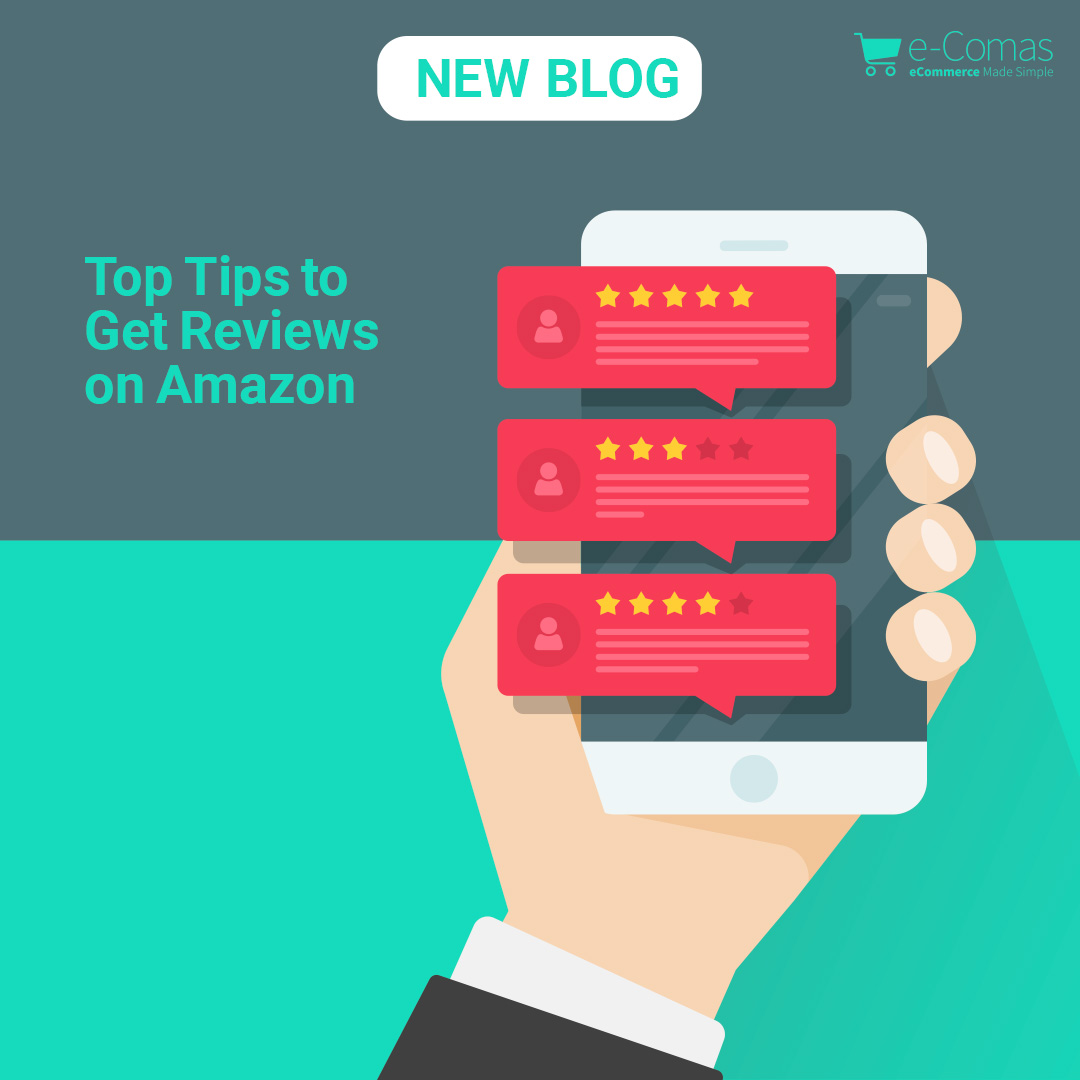 NEW BLOG
e-Comas
eCommerce Made Simple
Top Tips to
Get Reviews
on Amazon